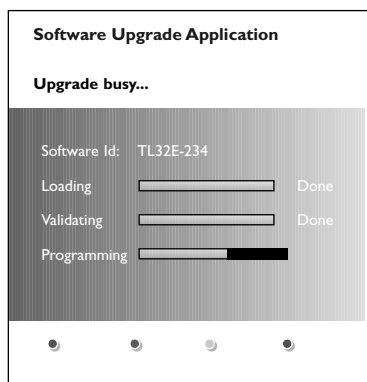 Software Upgrade Application
Upgrade busy...
Software Id: TL32E-234
Loading Done
Validating Done
Programming